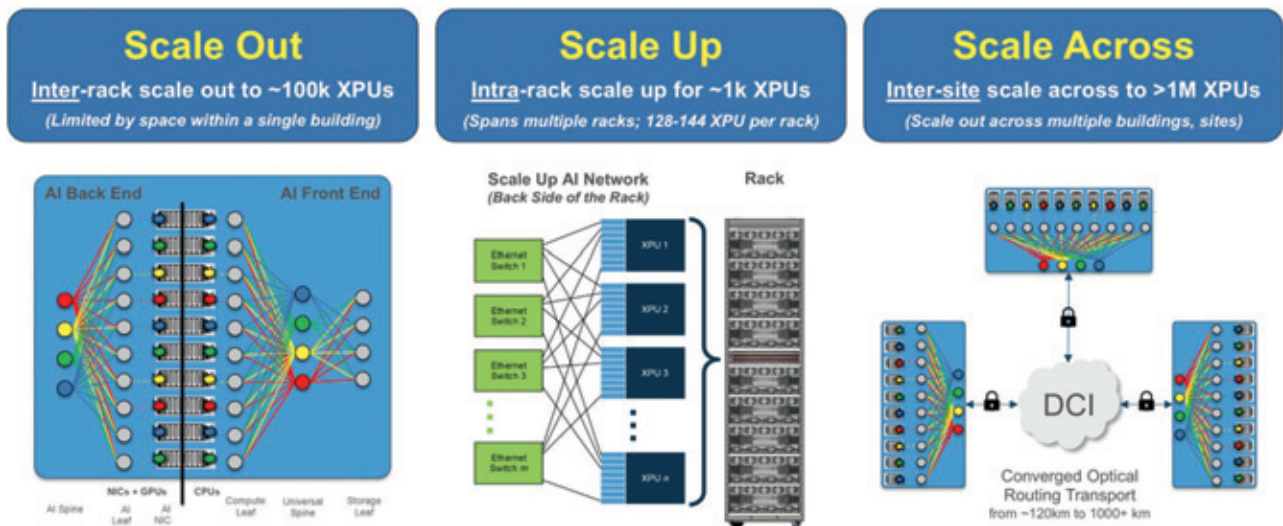 Scale Out
Inter-rack scale out to ~100k XPUs
(Limited by space within a single building)
AI Back End
AI Front End
NICs + GPUs
CPUs
AI Spine
AI
Leaf
AI
NIC
Compute
Leaf
Universal
Spine
Storage
Leaf
Scale Up
Intra-rack scale up for ~1k XPUs
(Spans multiple racks; 128-144 XPU per rack)
Scale Up AI Network
(Back Side of the Rack)
Rack
Ethernet
Switch 1
Ethernet
Switch 2
Ethernet
Switch 3
Ethernet
Switch m
XPU 1
XPU 2
XPU 3
XPU n
Scale Across
Inter-site scale across to >1M XPUs
(Scale out across multiple buildings, sites)
DCI
Converged Optical
Routing Transport
from ~120km to 1000+ km